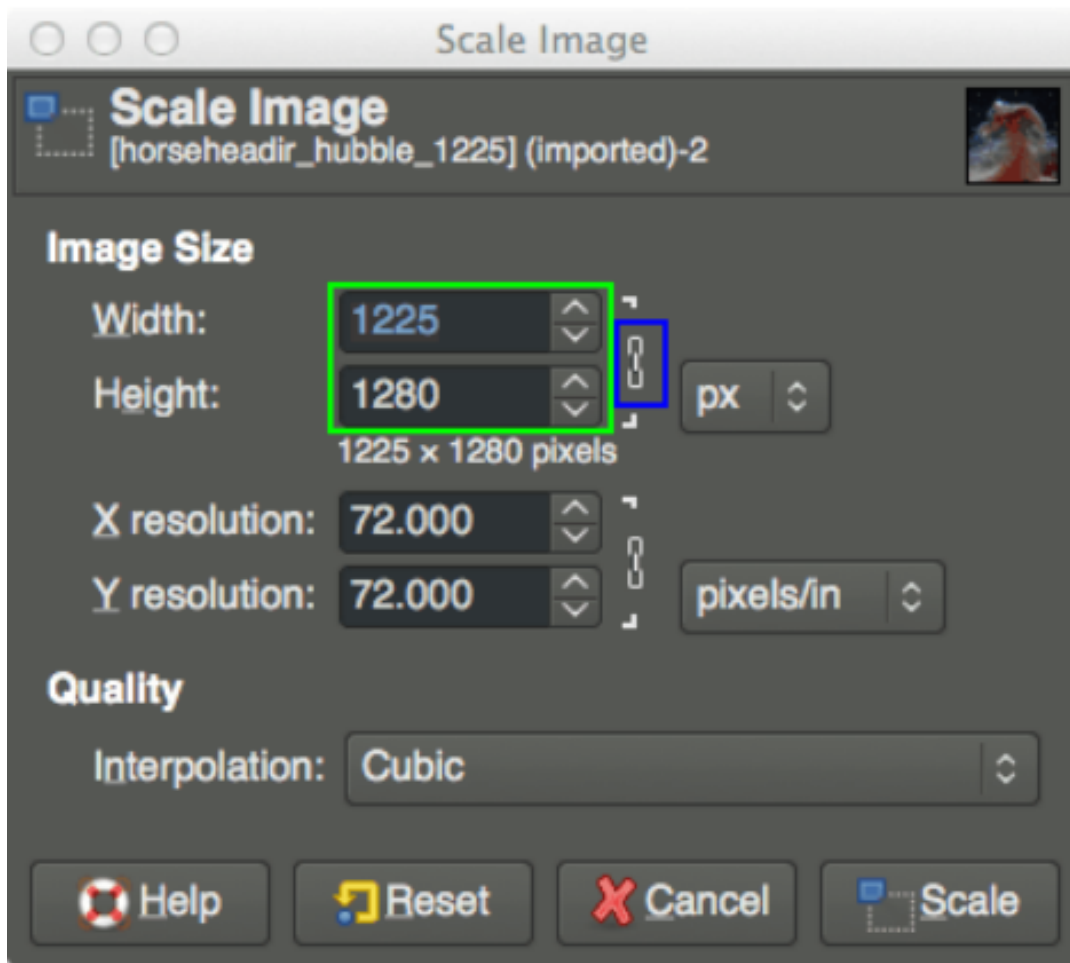 Scale Image
Scale Image
[horseheadir_hubble_1225] (imported)-2
Image Size
Width: 1225
Height: 1280 px
1225 × 1280 pixels
X resolution: 72.000
Y resolution: 72.000 pixels/in
Quality
Interpolation: Cubic
Help Reset Cancel Scale